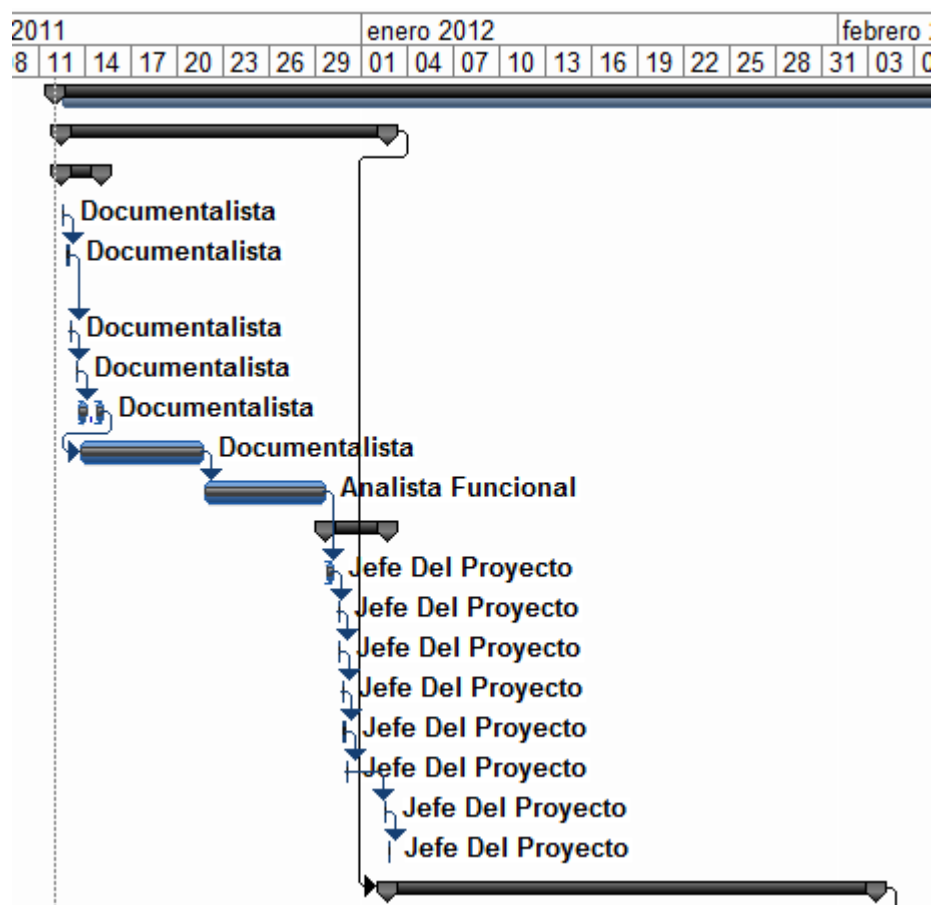 2011 enero 2012 febrero
8 11 14 17 20 23 26 29 01 04 07 10 13 16 19 22 25 28 31 03
Documentalista
Documentalista
Documentalista
Documentalista
Documentalista
Documentalista
Analista Funcional
Jefe Del Proyecto
Jefe Del Proyecto
Jefe Del Proyecto
Jefe Del Proyecto
Jefe Del Proyecto
Jefe Del Proyecto
Jefe Del Proyecto
Jefe Del Proyecto